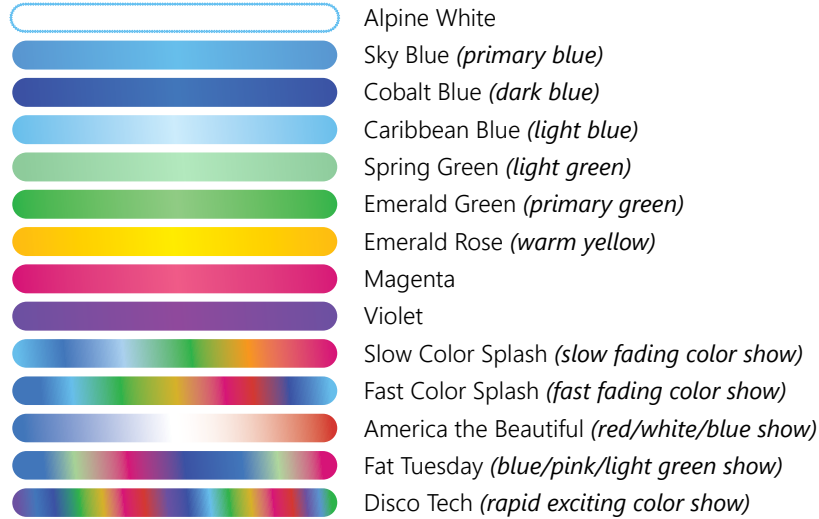 Alpine White
Sky Blue (primary blue)
Cobalt Blue (dark blue)
Caribbean Blue (light blue)
Spring Green (light green)
Emerald Green (primary green)
Emerald Rose (warm yellow)
Magenta
Violet
Slow Color Splash (slow fading color show)
Fast Color Splash (fast fading color show)
America the Beautiful (red/white/blue show)
Fat Tuesday (blue/pink/light green show)
Disco Tech (rapid exciting color show)